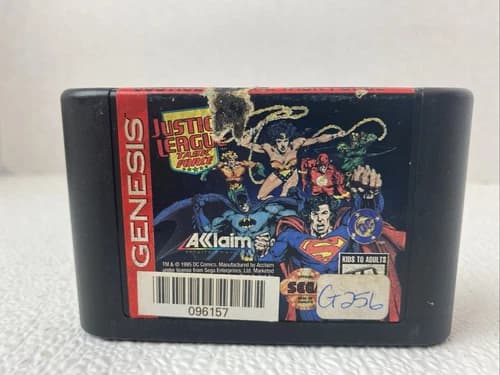 GENESIS
JUSTICE
LEAGUE
TASK
FORCE
AKklaim
TM & © 1995 DC Comics. Manufactured by Acclaim
under license from Sega Enterprises, Ltd. Marketed
KIDS TO ADULTS
SEGA
G256
096157